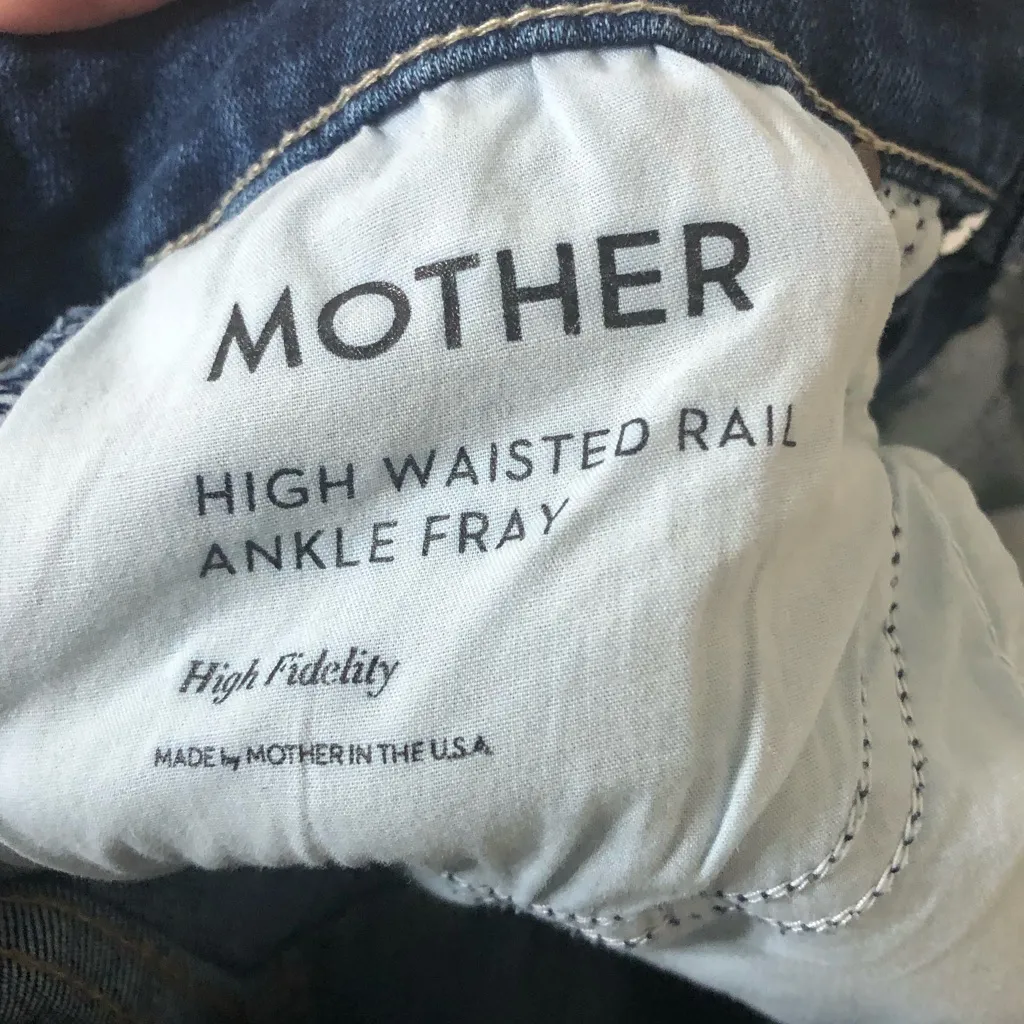 MOTHER
HIGH WAISTED RAIL
ANKLE FRAY
High Fidelity
MADE by MOTHER IN THE U.S.A.